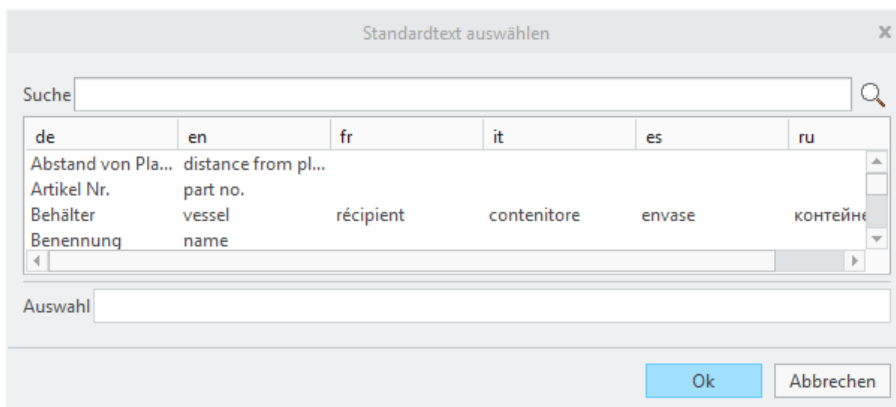 Standardtext auswählen
Suche
de en fr it es ru
Abstand von Pla... distance from pl...
Artikel Nr. part no.
Behälter vessel récipient contenitore envase контейне
Benennung name
Auswahl
Ok Abbrechen